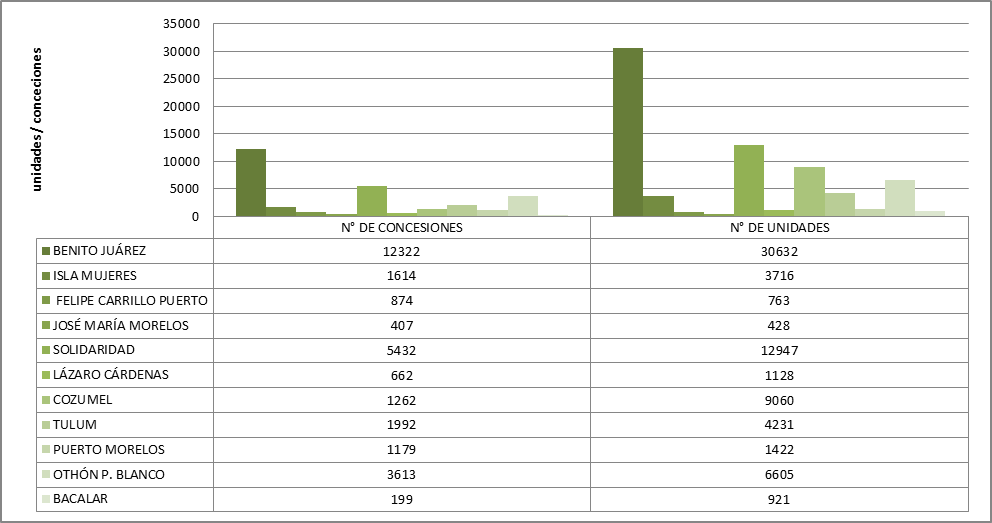 unidades / conceciones
35000
30000
25000
20000
15000
10000
5000
0
N° DE CONCESIONES N° DE UNIDADES
BENITO JUÁREZ 12322 30632
ISLA MUJERES 1614 3716
FELIPE CARRILLO PUERTO 874 763
JOSÉ MARÍA MORELOS 407 428
SOLIDARIDAD 5432 12947
LÁZARO CÁRDENAS 662 1128
COZUMEL 1262 9060
TULUM 1992 4231
PUERTO MORELOS 1179 1422
OTHÓN P. BLANCO 3613 6605
BACALAR 199 921